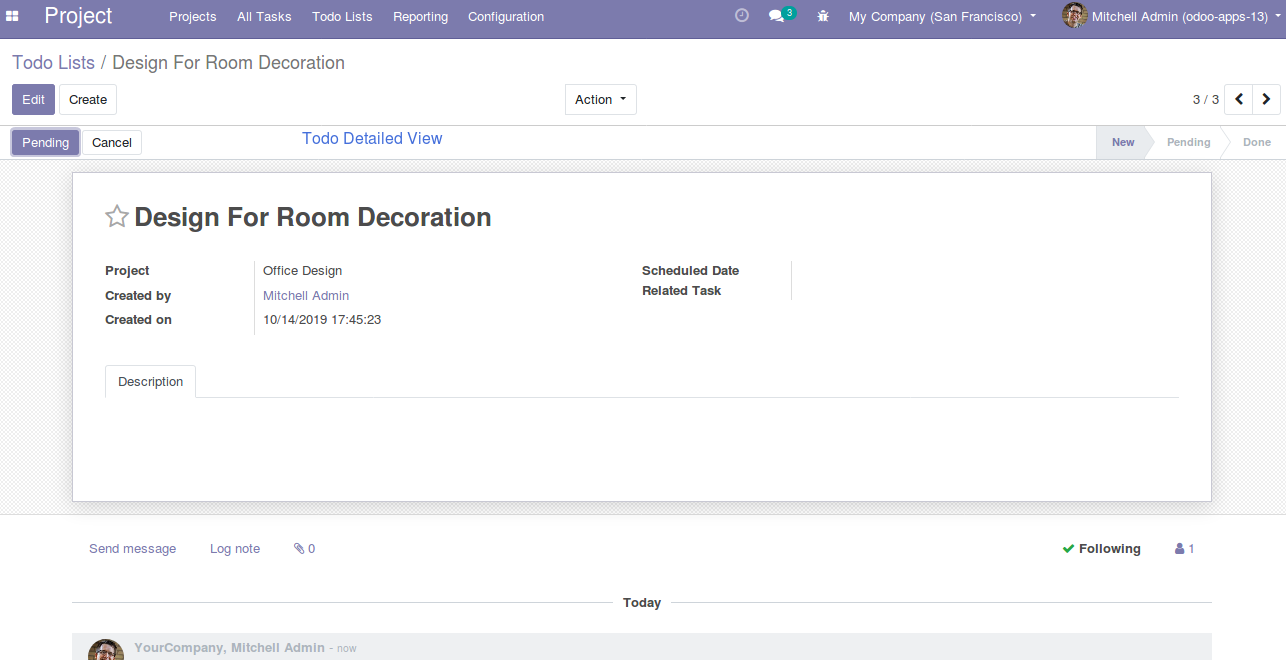 Project Projects All Tasks Todo Lists Reporting Configuration 3 My Company (San Francisco) Mitchell Admin (odoo-apps-13)
Todo Lists / Design For Room Decoration
Edit Create Action 3 / 3
Pending Cancel Todo Detailed View New Pending Done
Design For Room Decoration
Project Office Design Scheduled Date
Created by Mitchell Admin Related Task
Created on 10/14/2019 17:45:23
Description
Send message Log note 0 Following 1
Today
YourCompany, Mitchell Admin - now